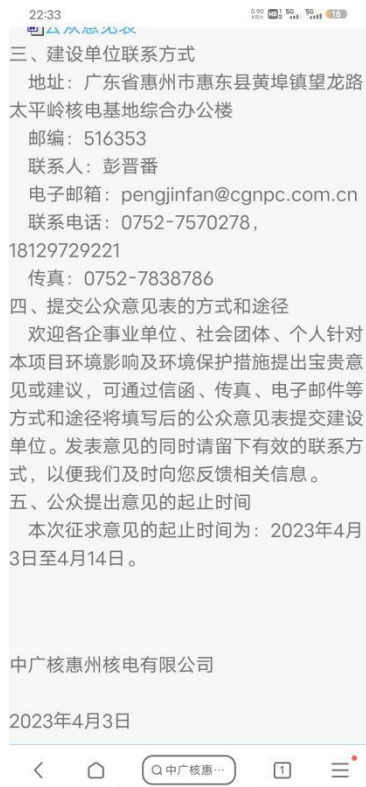 22:33
0.90 KB/s HD 5G 5G 18
公众意见表
三、建设单位联系方式
地址：广东省惠州市惠东县黄埠镇望龙路
太平岭核电基地综合办公楼
邮编：516353
联系人：彭晋番
电子邮箱：pengjinfan@cgnpc.com.cn
联系电话：0752-7570278，
18129729221
传真：0752-7838786
四、提交公众意见表的方式和途径
欢迎各企事业单位、社会团体、个人针对
本项目环境影响及环境保护措施提出宝贵意
见或建议，可通过信函、传真、电子邮件等
方式和途径将填写后的公众意见表提交建设
单位。发表意见的同时请留下有效的联系方
式，以便我们及时向您反馈相关信息。
五、公众提出意见的起止时间
本次征求意见的起止时间为：2023年4月
3日至4月14日。
中广核惠州核电有限公司
2023年4月3日
中广核惠···
1